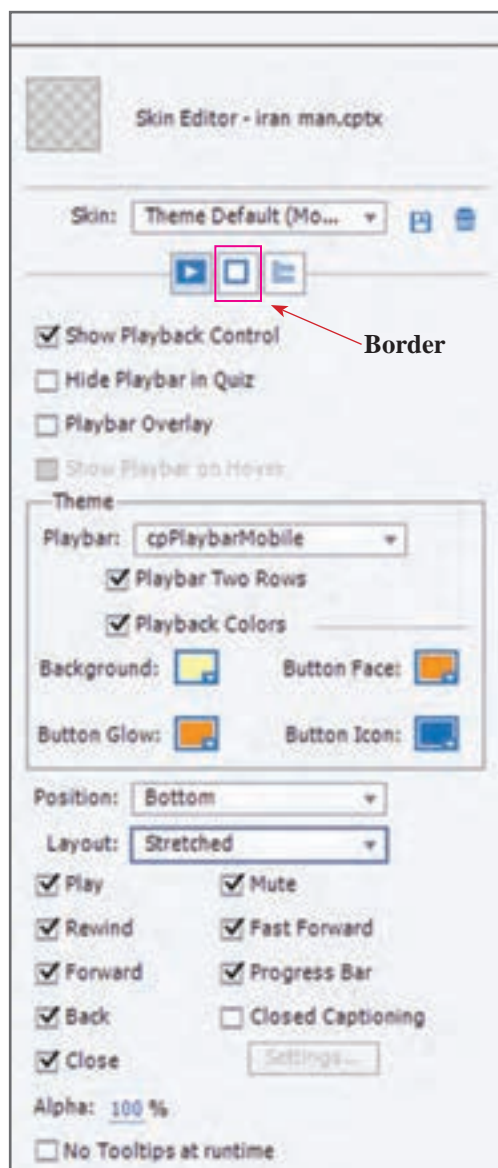 Skin Editor - iran man.cptx
Skin: Theme Default (Mo...
Border
Show Playback Control
Hide Playbar in Quiz
Playbar Overlay
Show Playbar on Hover
Theme
Playbar: cpPlaybarMobile
Playbar Two Rows
Playback Colors
Background: Button Face:
Button Glow: Button Icon:
Position: Bottom
Layout: Stretched
Play Mute
Rewind Fast Forward
Forward Progress Bar
Back Closed Captioning
Close Settings...
Alpha: 100 %
No Tooltips at runtime